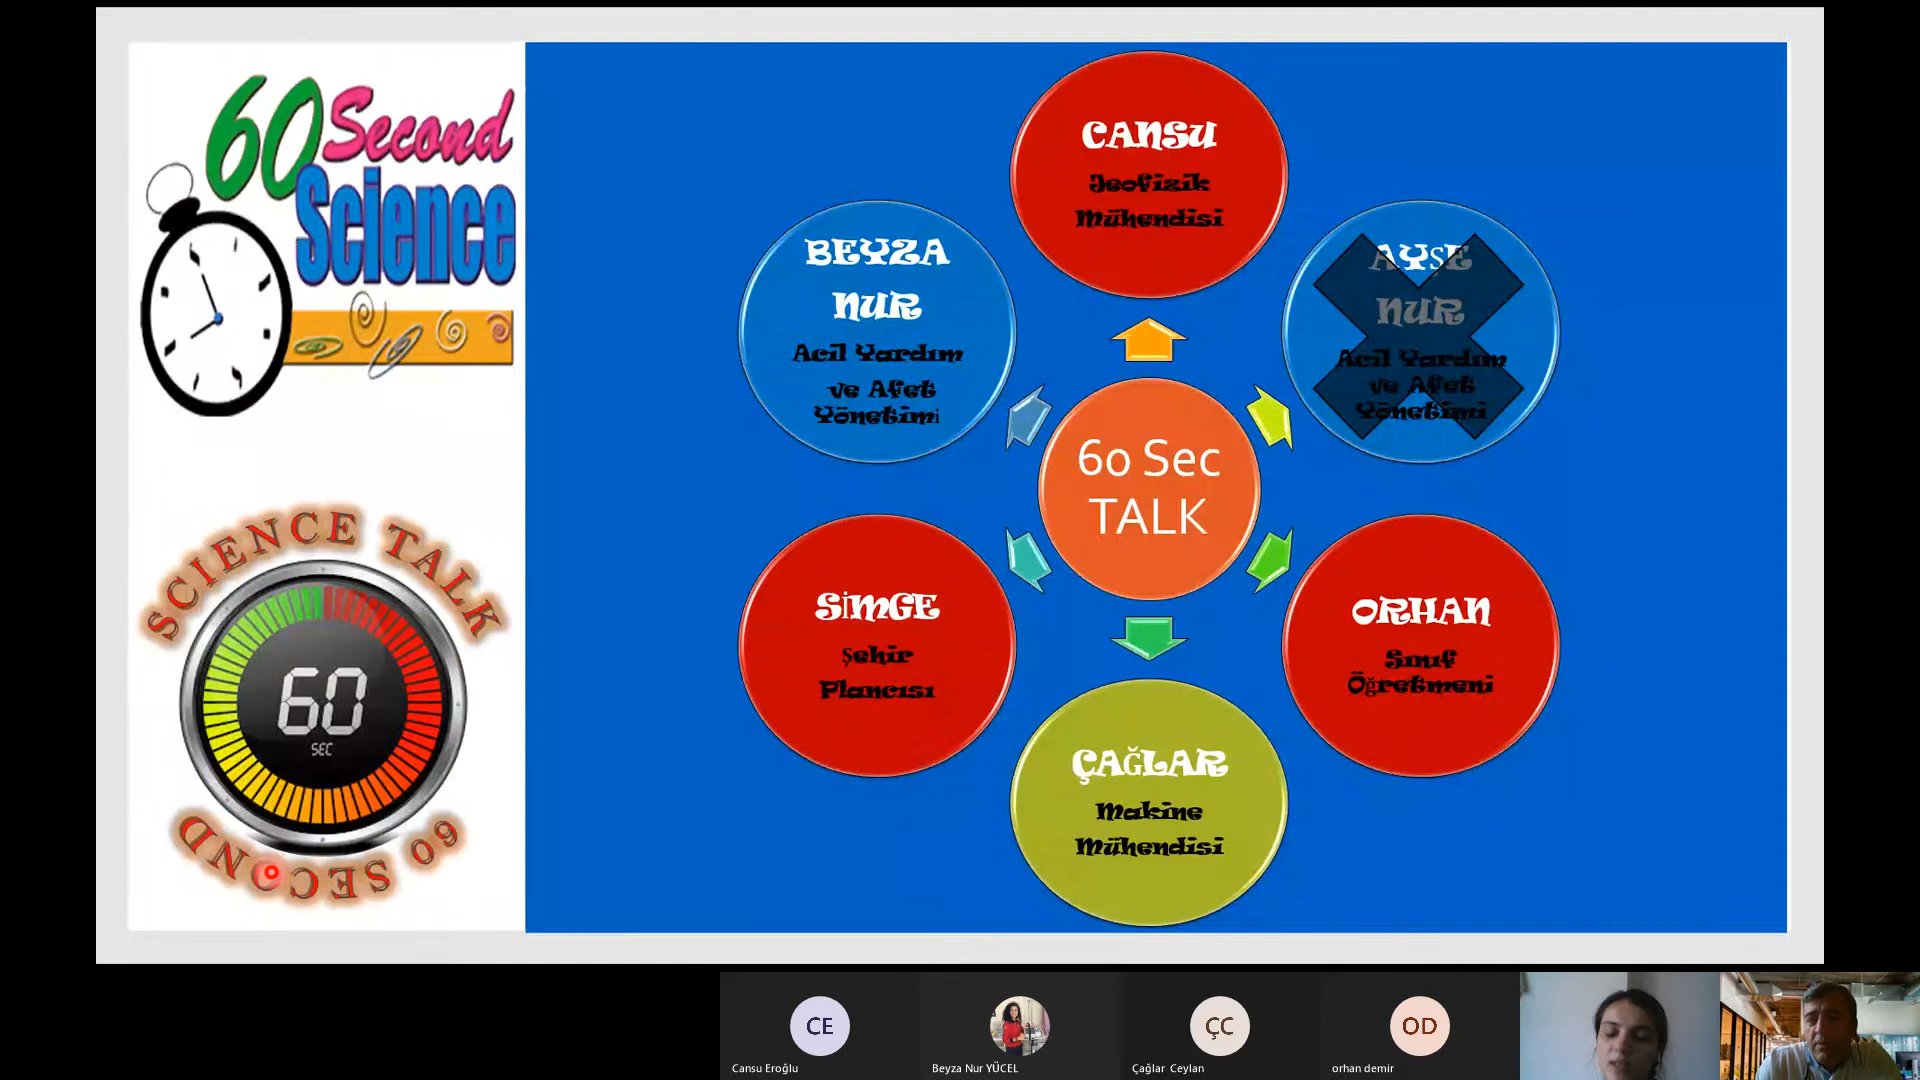 60 Second
Science
SCIENCE TALK
60
SEC
60 SECOND
CANSU
Jeofizik
Mühendisi
BEYZA
NUR
Acil Yardım
ve Afet
Yönetimi
AYŞE
NUR
Acil Yardım
ve Afet
Yönetimi
60 Sec
TALK
SİMGE
Şehir
Plancısı
ORHAN
Sınıf
Öğretmeni
ÇAĞLAR
Makine
Mühendisi
CE
Cansu Eroğlu
Beyza Nur YÜCEL
ÇC
Çağlar Ceylan
OD
orhan demir